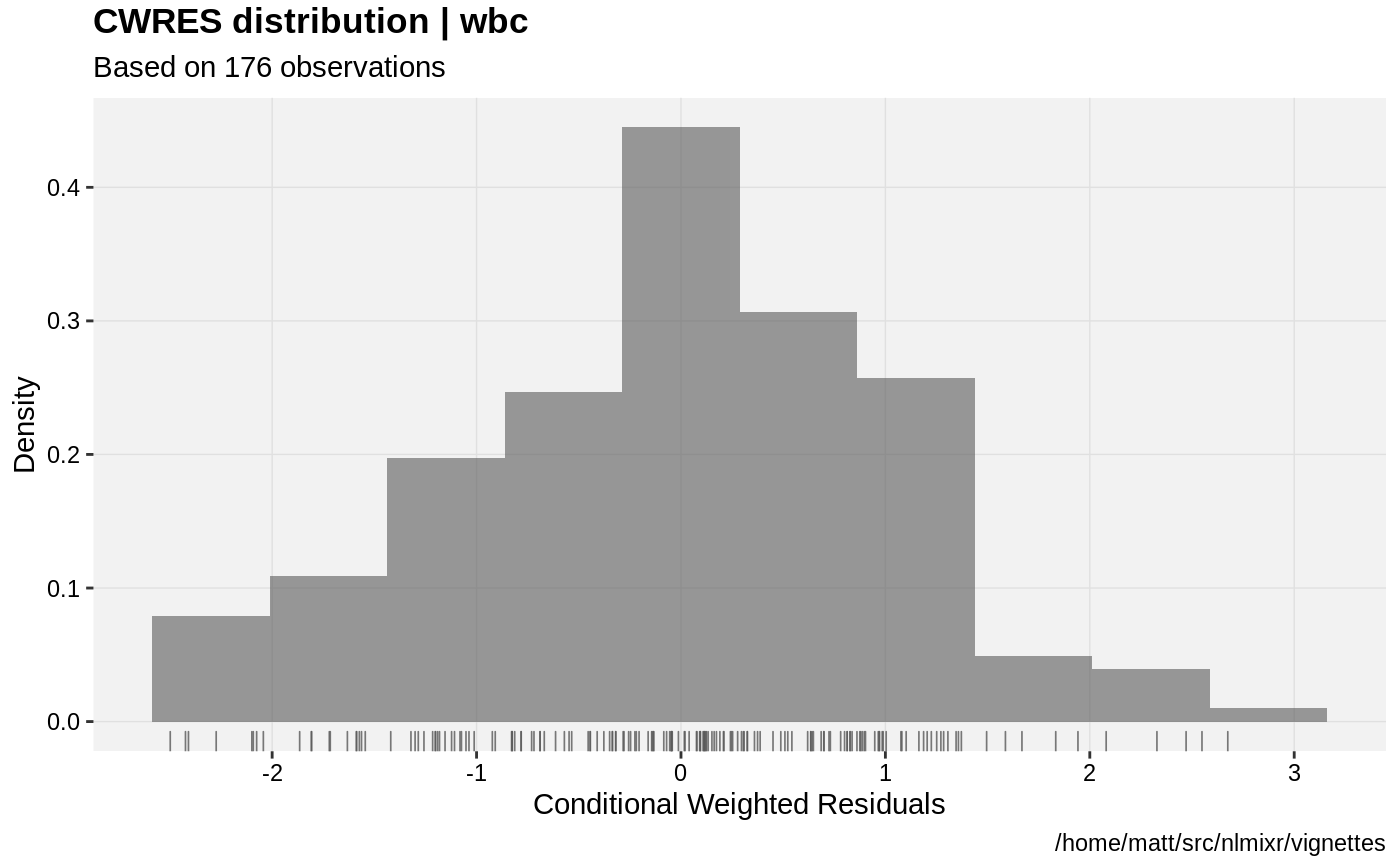 CWRES distribution | wbc
Based on 176 observations
Density
0.4
0.3
0.2
0.1
0.0
-2 -1 0 1 2 3
Conditional Weighted Residuals
/home/matt/src/nlmixr/vignettes